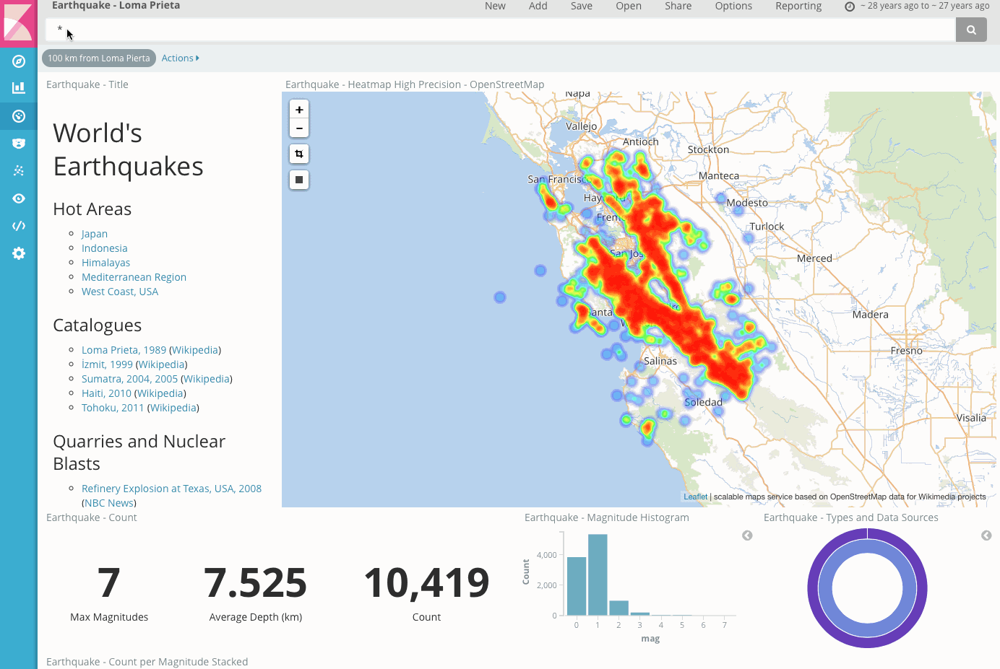 Earthquake - Loma Prieta
New Add Save Open Share Options Reporting ~ 28 years ago to ~ 27 years ago
*
100 km from Loma Pierta Actions
Earthquake - Title
World's
Earthquakes
Hot Areas
Japan
Indonesia
Himalayas
Mediterranean Region
West Coast, USA
Catalogues
Loma Prieta, 1989 (Wikipedia)
İzmit, 1999 (Wikipedia)
Sumatra, 2004, 2005 (Wikipedia)
Haiti, 2010 (Wikipedia)
Tohoku, 2011 (Wikipedia)
Quarries and Nuclear
Blasts
Refinery Explosion at Texas, USA, 2008
(NBC News)
Earthquake - Heatmap High Precision - OpenStreetMap
+
−
Napa
Vallejo
Antioch
Stockton
San Francisc
Manteca
Hay rd
Modesto
Frem
Turlock
San Jos
Merced
Santa
Madera
Fresno
Salinas
Soledad
Visalia
Leaflet | scalable maps service based on OpenStreetMap data for Wikimedia projects
Earthquake - Count
7
Max Magnitudes
7.525
Average Depth (km)
10,419
Count
Earthquake - Magnitude Histogram
Count
4,000
2,000
0
0 1 2 3 4 5 6 7
mag
Earthquake - Types and Data Sources
Earthquake - Count per Magnitude Stacked